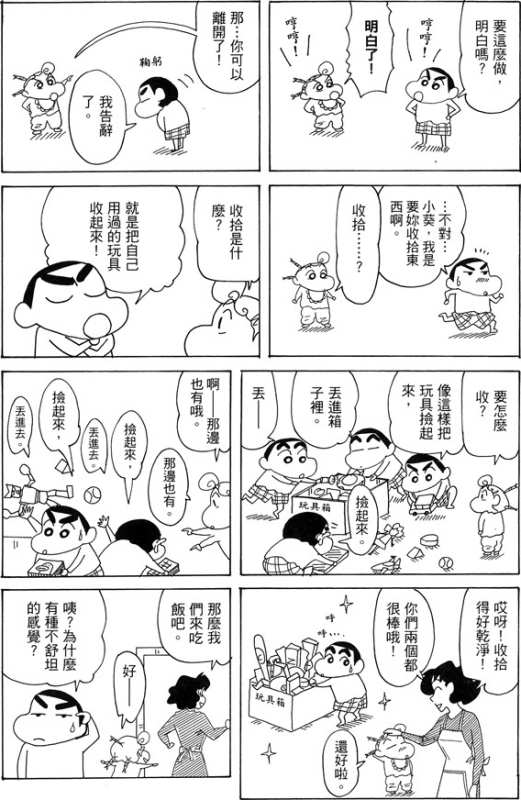 要這麼做，
明白嗎？
哼哼！
明白了！
哼哼！
那…你可以
離開了！
鞠躬
我告辭
了。
…不對…
小葵，我是
要妳收拾東
西啊。
收拾……？
收拾是什
麼？
就是把自己
用過的玩具
收起來！
要怎麼
收？
像這樣把
玩具撿起
來，
丟進箱
子裡。
丟——
撿起來。
玩具箱
啊——那邊
也有哦。
那邊也有。
撿起來，
丟進去。
撿起來，
丟進去。
哎呀！收拾
得好乾淨！
你們兩個都
很棒哦！
還好啦。
呼…
呼
玩具箱
那麼我
們來吃
飯吧。
好——
咦？為什麼
有種不舒坦
的感覺？